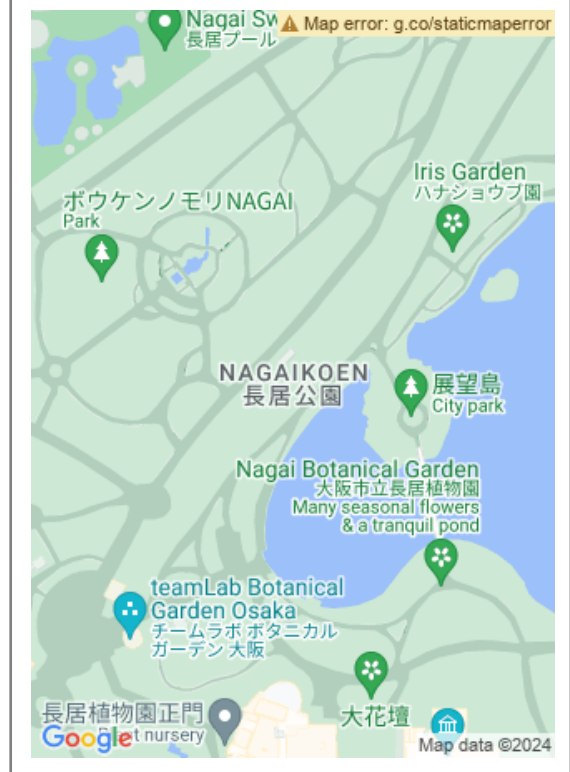 Nagai Sw
長居プール
Map error: g.co/staticmaperror
Iris Garden
ハナショウブ園
ボウケンノモリNAGAI
Park
NAGAIKOEN
長居公園
展望島
City park
Nagai Botanical Garden
大阪市立長居植物園
Many seasonal flowers
& a tranquil pond
teamLab Botanical
Garden Osaka
チームラボ ボタニカル
ガーデン 大阪
大花壇
長居植物園正門
nursery
Google
Map data ©2024